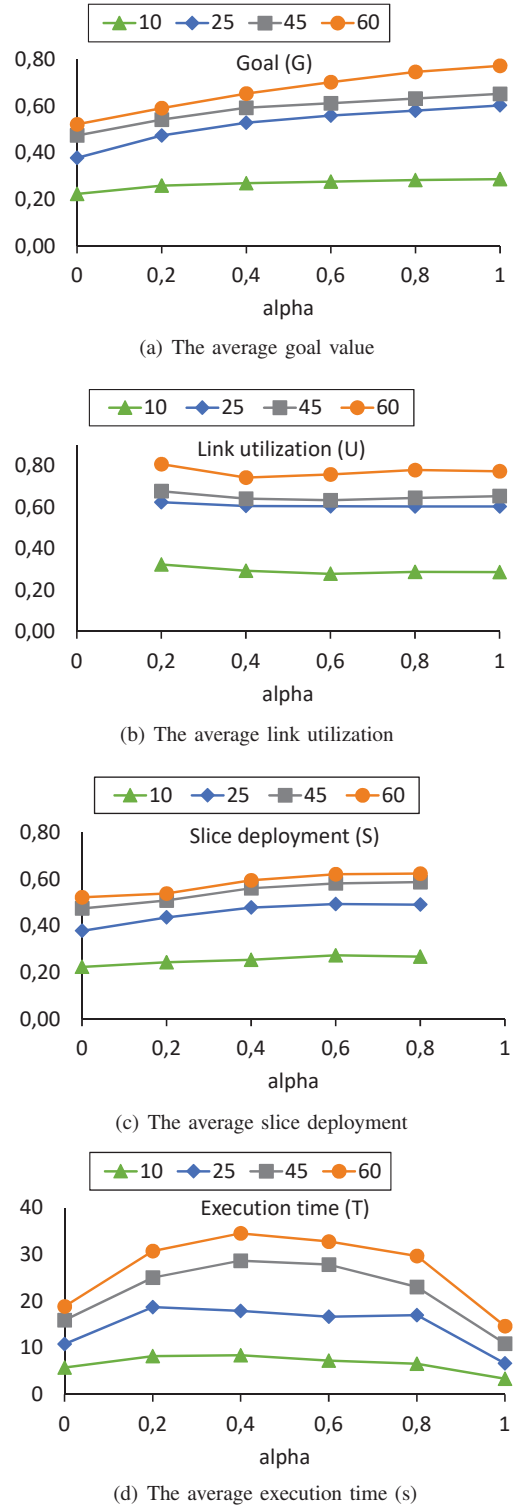 10 25 45 60
Goal (G)
0,80
0,60
0,40
0,20
0,00
0 0,2 0,4 0,6 0,8 1
alpha
(a) The average goal value
10 25 45 60
Link utilization (U)
0,80
0,60
0,40
0,20
0,00
0 0,2 0,4 0,6 0,8 1
alpha
(b) The average link utilization
10 25 45 60
Slice deployment (S)
0,80
0,60
0,40
0,20
0,00
0 0,2 0,4 0,6 0,8 1
alpha
(c) The average slice deployment
10 25 45 60
Execution time (T)
40
30
20
10
0
0 0,2 0,4 0,6 0,8 1
alpha
(d) The average execution time (s)